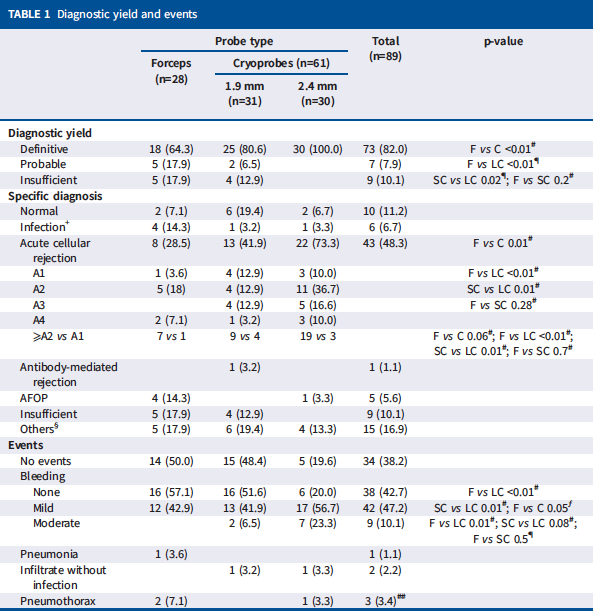 TABLE 1 Diagnostic yield and events
Probe type Total (n=89) p-value
Forceps (n=28) Cryoprobes (n=61)
1.9 mm (n=31) 2.4 mm (n=30)
Diagnostic yield
Definitive 18 (64.3) 25 (80.6) 30 (100.0) 73 (82.0) F vs C <0.01#
Probable 5 (17.9) 2 (6.5) 7 (7.9) F vs LC <0.01¶
Insufficient 5 (17.9) 4 (12.9) 9 (10.1) SC vs LC 0.02¶; F vs SC 0.2#
Specific diagnosis
Normal 2 (7.1) 6 (19.4) 2 (6.7) 10 (11.2)
Infection+ 4 (14.3) 1 (3.2) 1 (3.3) 6 (6.7)
Acute cellular rejection 8 (28.5) 13 (41.9) 22 (73.3) 43 (48.3) F vs C 0.01#
A1 1 (3.6) 4 (12.9) 3 (10.0) F vs LC <0.01#
A2 5 (18) 4 (12.9) 11 (36.7) SC vs LC 0.01#
A3 4 (12.9) 5 (16.6) F vs SC 0.28#
A4 2 (7.1) 1 (3.2) 3 (10.0)
⩾A2 vs A1 7 vs 1 9 vs 4 19 vs 3 F vs C 0.06#; F vs LC <0.01#;
SC vs LC 0.01#; F vs SC 0.7#
Antibody-mediated rejection 1 (3.2) 1 (1.1)
AFOP 4 (14.3) 1 (3.3) 5 (5.6)
Insufficient 5 (17.9) 4 (12.9) 9 (10.1)
Others§ 5 (17.9) 6 (19.4) 4 (13.3) 15 (16.9)
Events
No events 14 (50.0) 15 (48.4) 5 (19.6) 34 (38.2)
Bleeding
None 16 (57.1) 16 (51.6) 6 (20.0) 38 (42.7) F vs LC <0.01#
Mild 12 (42.9) 13 (41.9) 17 (56.7) 42 (47.2) SC vs LC 0.01#; F vs C 0.05ƒ
Moderate 2 (6.5) 7 (23.3) 9 (10.1) F vs LC 0.01#; SC vs LC 0.08#;
F vs SC 0.5¶
Pneumonia 1 (3.6) 1 (1.1)
Infiltrate without infection 1 (3.2) 1 (3.3) 2 (2.2)
Pneumothorax 2 (7.1) 1 (3.3) 3 (3.4)##